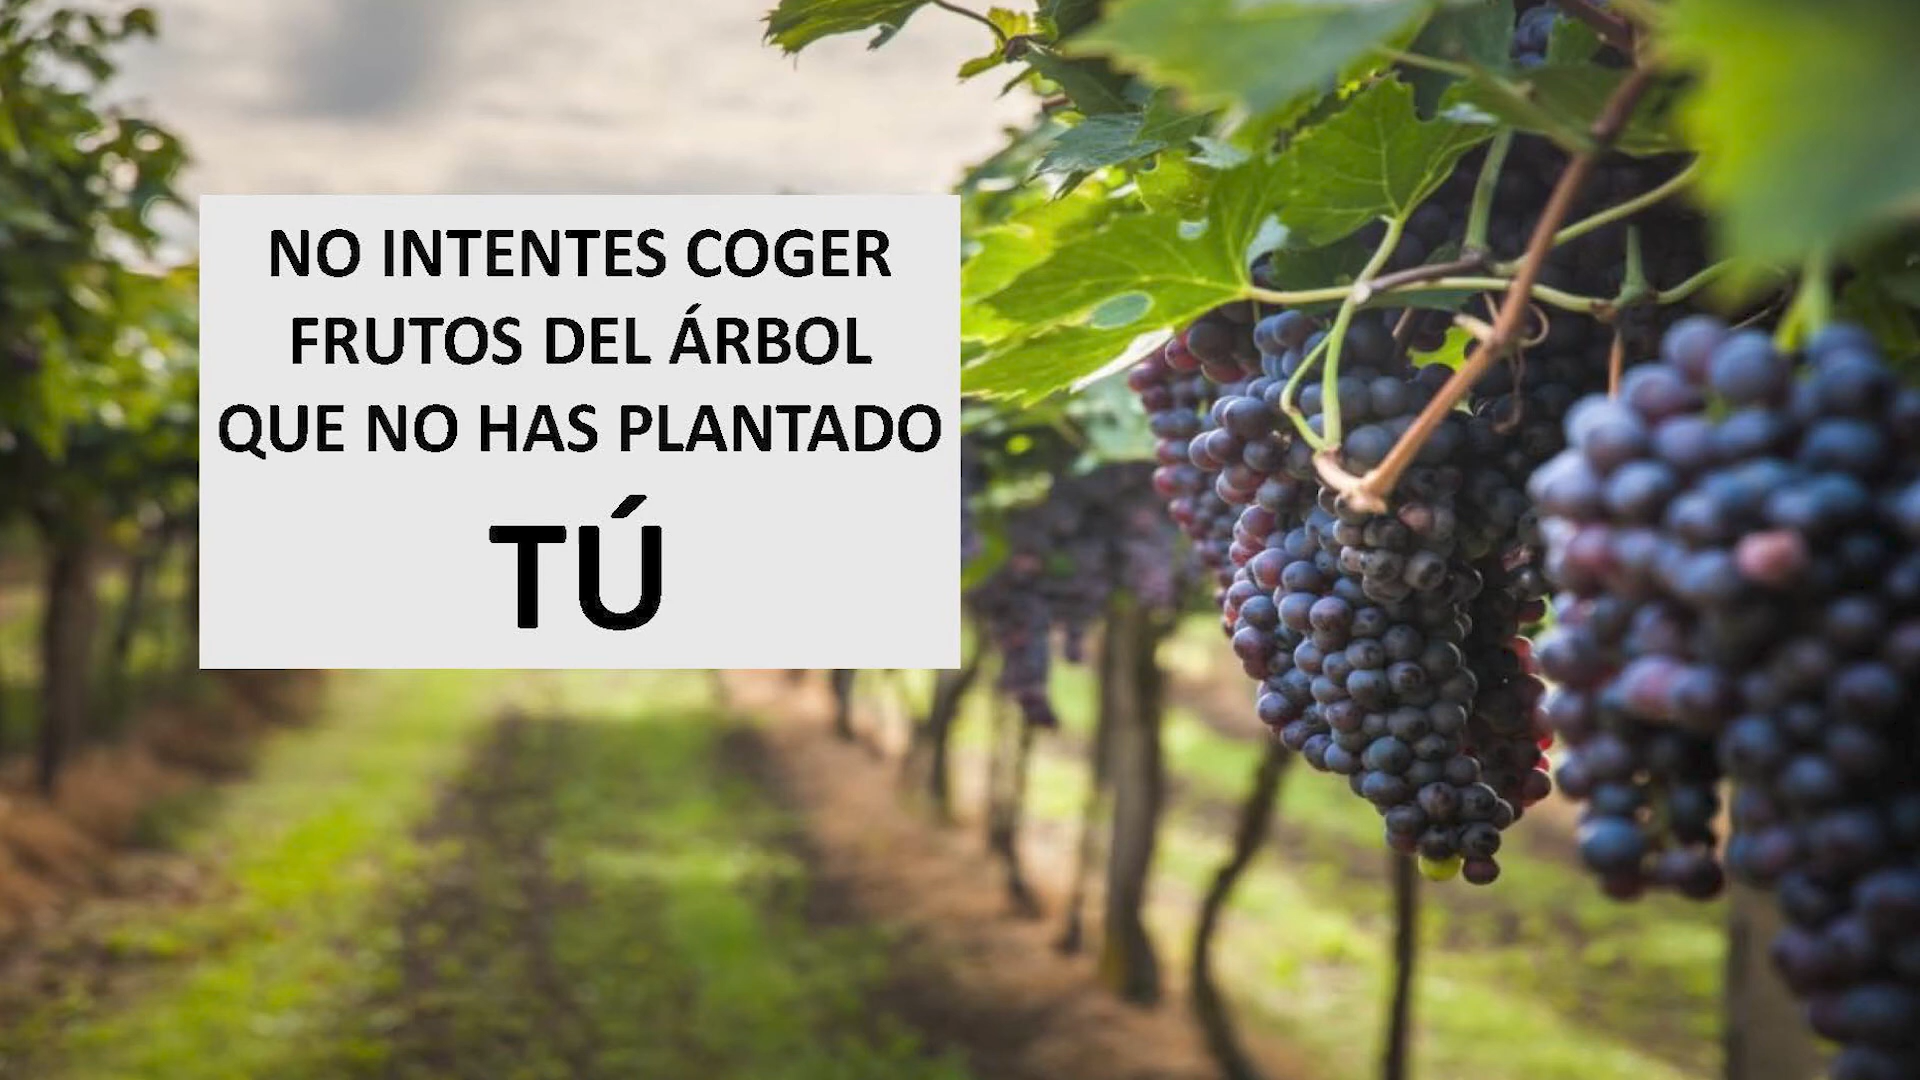 NO INTENTES COGER
FRUTOS DEL ÁRBOL
QUE NO HAS PLANTADO
TÚ